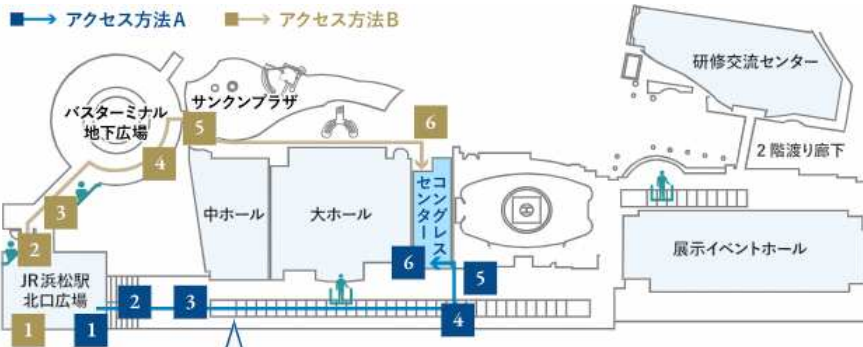 アクセス方法A
アクセス方法B
研修交流センター
サンクンプラザ
バスターミナル
地下広場
5
6
4
2階渡り廊下
3
中ホール
大ホール
コングレス
センター
2
展示イベントホール
6
5
JR浜松駅
北口広場
2
3
4
1
1